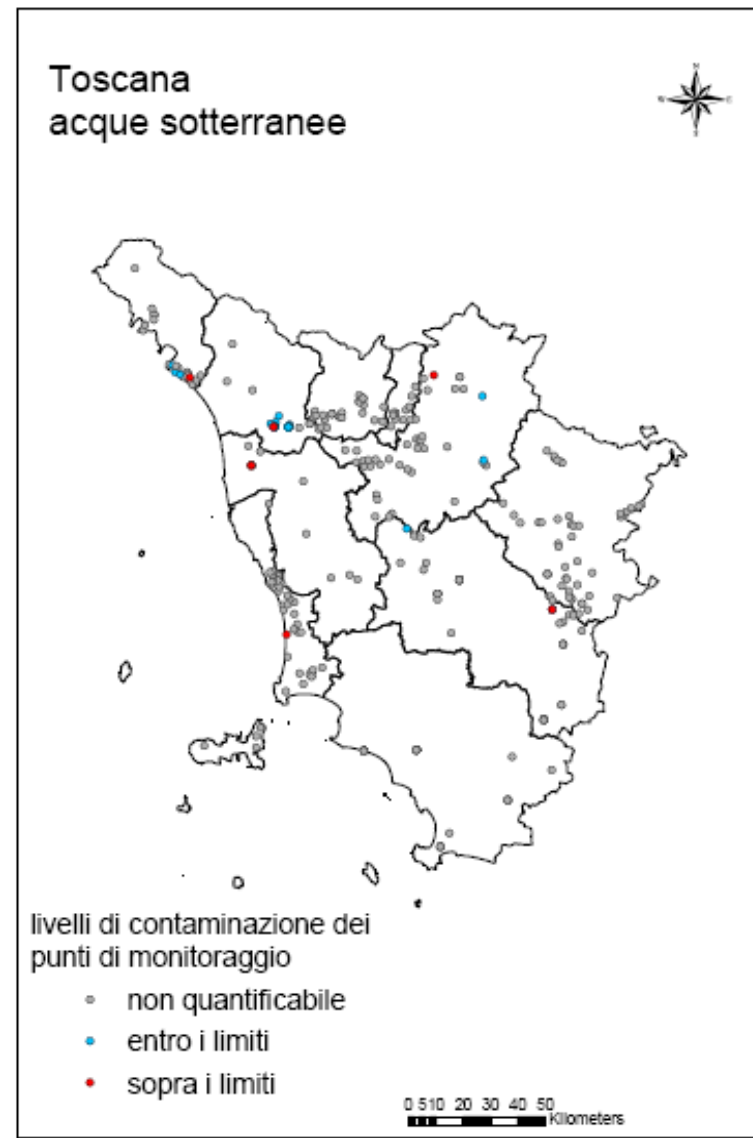 Toscana
acque sotterranee
N
W E
S
livelli di contaminazione dei
punti di monitoraggio
non quantificabile
entro i limiti
sopra i limiti
0 5 10 20 30 40 50
Kilometers